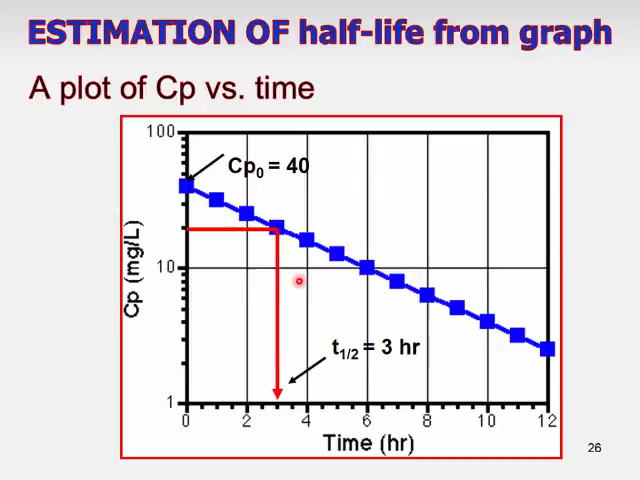 ESTIMATION OF half-life from graph
A plot of Cp vs. time
100
Cp0 = 40
Cp (mg/L)
10
t1/2 = 3 hr
1
0 2 4 6 8 10 12
Time (hr)
26